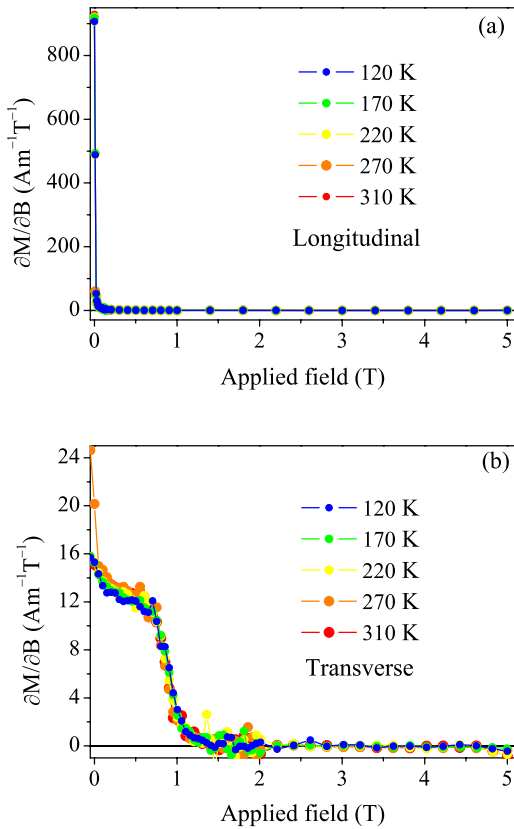 (a)
800
600
400
200
0
∂M/∂B (Am⁻¹T⁻¹)
120 K
170 K
220 K
270 K
310 K
Longitudinal
0 1 2 3 4 5
Applied field (T)
(b)
24
20
16
12
8
4
0
∂M/∂B (Am⁻¹T⁻¹)
120 K
170 K
220 K
270 K
310 K
Transverse
0 1 2 3 4 5
Applied field (T)